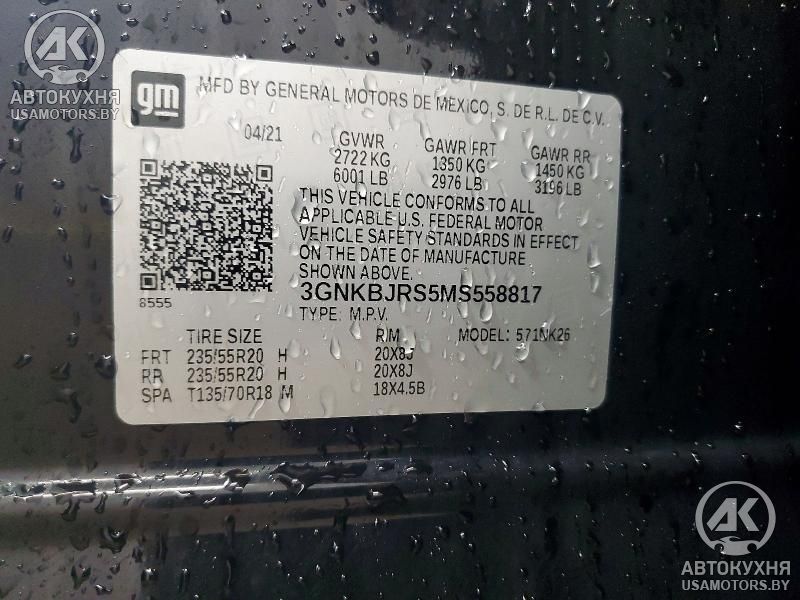 AK
АВТОКУХНЯ
USAMOTORS.BY
gm
MFD BY GENERAL MOTORS DE MEXICO, S. DE R.L. DE C.V.
04/21 GVWR GAWR FRT GAWR RR
2722 KG 1350 KG 1450 KG
6001 LB 2976 LB 3196 LB
THIS VEHICLE CONFORMS TO ALL
APPLICABLE U.S. FEDERAL MOTOR
VEHICLE SAFETY STANDARDS IN EFFECT
ON THE DATE OF MANUFACTURE
SHOWN ABOVE.
8555
3GNKBJRS5MS558817
TYPE: M.P.V.
TIRE SIZE RIM MODEL: 571NK26
FRT 235/55R20 H 20X8J
RR 235/55R20 H 20X8J
SPA T135/70R18 M 18X4.5B
AK
АВТОКУХНЯ
USAMOTORS.BY